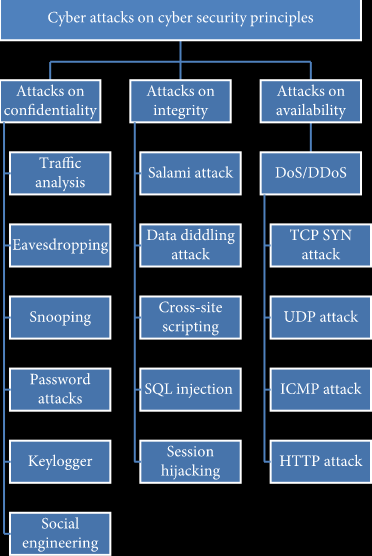 Cyber attacks on cyber security principles
Attacks on
confidentiality
Attacks on
integrity
Attacks on
availability
Traffic
analysis
Salami attack
DoS/DDoS
Eavesdropping
Data diddling
attack
TCP SYN
attack
Snooping
Cross-site
scripting
UDP attack
Password
attacks
SQL injection
ICMP attack
Keylogger
Session
hijacking
HTTP attack
Social
engineering